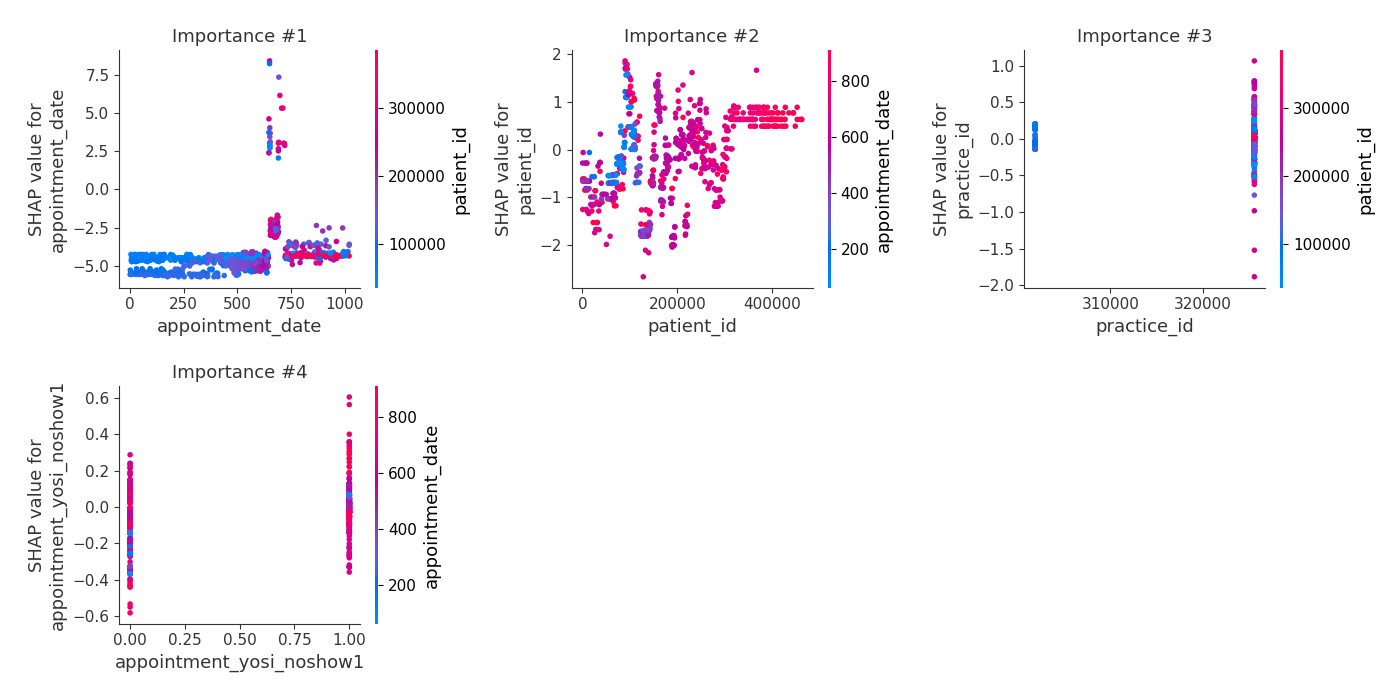 Importance #1
SHAP value for
appointment_date
7.5
5.0
2.5
0.0
−2.5
−5.0
0
250
500
750
1000
appointment_date
300000
200000
100000
patient_id
Importance #2
SHAP value for
patient_id
2
1
0
−1
−2
0
200000
400000
patient_id
800
600
400
200
appointment_date
Importance #3
SHAP value for
practice_id
1.0
0.5
0.0
−0.5
−1.0
−1.5
−2.0
310000
320000
practice_id
300000
200000
100000
patient_id
Importance #4
SHAP value for
appointment_yosi_noshow1
0.6
0.4
0.2
0.0
−0.2
−0.4
−0.6
0.00
0.25
0.50
0.75
1.00
appointment_yosi_noshow1
800
600
400
200
appointment_date